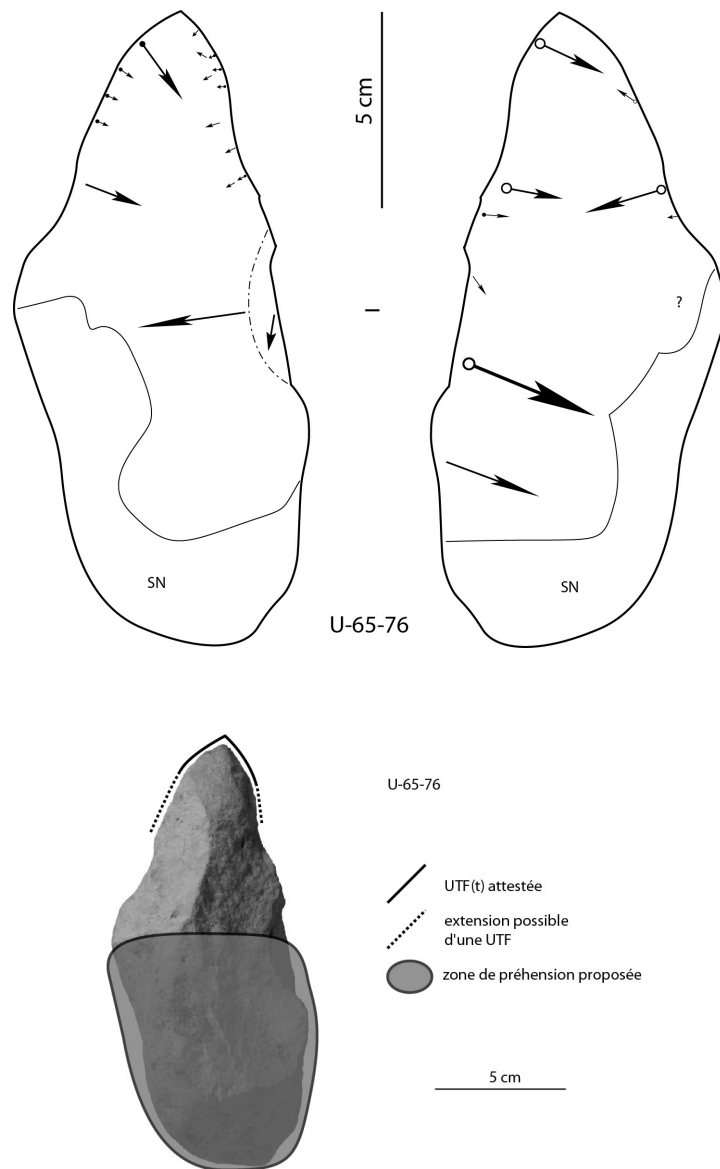 5 cm
?
SN
SN
U-65-76
U-65-76
UTF(t) attestée
extension possible
d'une UTF
zone de préhension proposée
5 cm